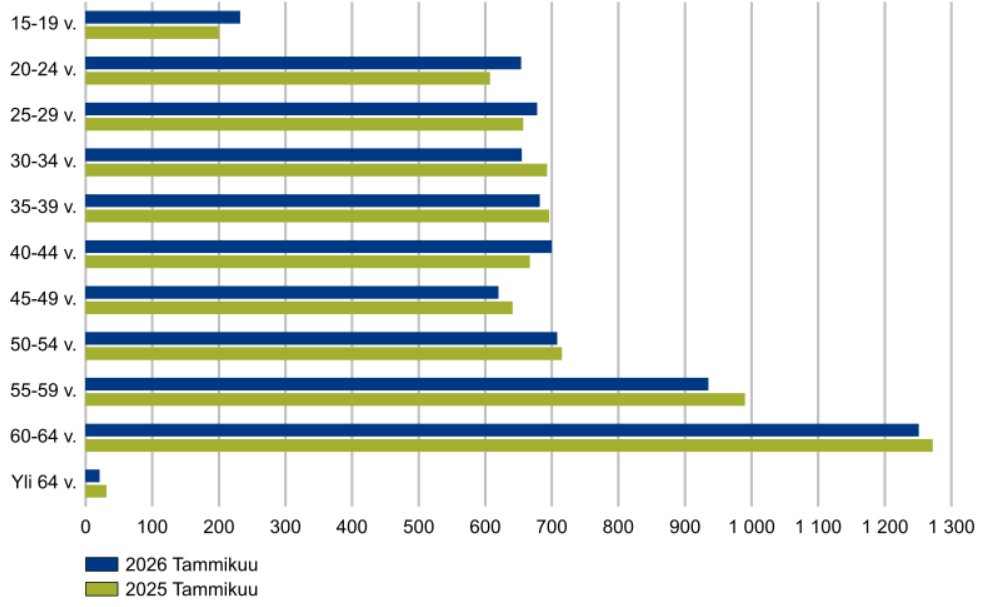 15-19 v.
20-24 v.
25-29 v.
30-34 v.
35-39 v.
40-44 v.
45-49 v.
50-54 v.
55-59 v.
60-64 v.
Yli 64 v.
0 100 200 300 400 500 600 700 800 900 1 000 1 100 1 200 1 300
2026 Tammikuu
2025 Tammikuu